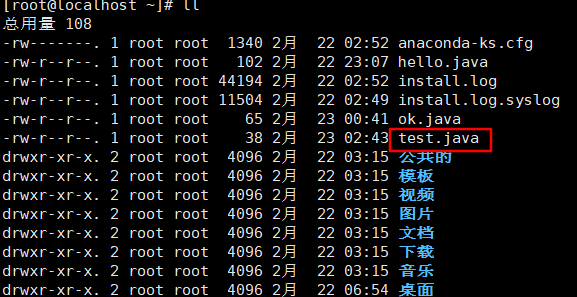 [root@localhost ~]# ll
总用量 108
-rw-------. 1 root root 1340 2月 22 02:52 anaconda-ks.cfg
-rw-r--r--. 1 root root 102 2月 22 23:07 hello.java
-rw-r--r--. 1 root root 44194 2月 22 02:52 install.log
-rw-r--r--. 1 root root 11504 2月 22 02:49 install.log.syslog
-rw-r--r--. 1 root root 65 2月 23 00:41 ok.java
-rw-r--r--. 1 root root 38 2月 23 02:43 test.java
drwxr-xr-x. 2 root root 4096 2月 22 03:15 公共的
drwxr-xr-x. 2 root root 4096 2月 22 03:15 模板
drwxr-xr-x. 2 root root 4096 2月 22 03:15 视频
drwxr-xr-x. 2 root root 4096 2月 22 03:15 图片
drwxr-xr-x. 2 root root 4096 2月 22 03:15 文档
drwxr-xr-x. 2 root root 4096 2月 22 03:15 下载
drwxr-xr-x. 2 root root 4096 2月 22 03:15 音乐
drwxr-xr-x. 2 root root 4096 2月 22 06:54 桌面